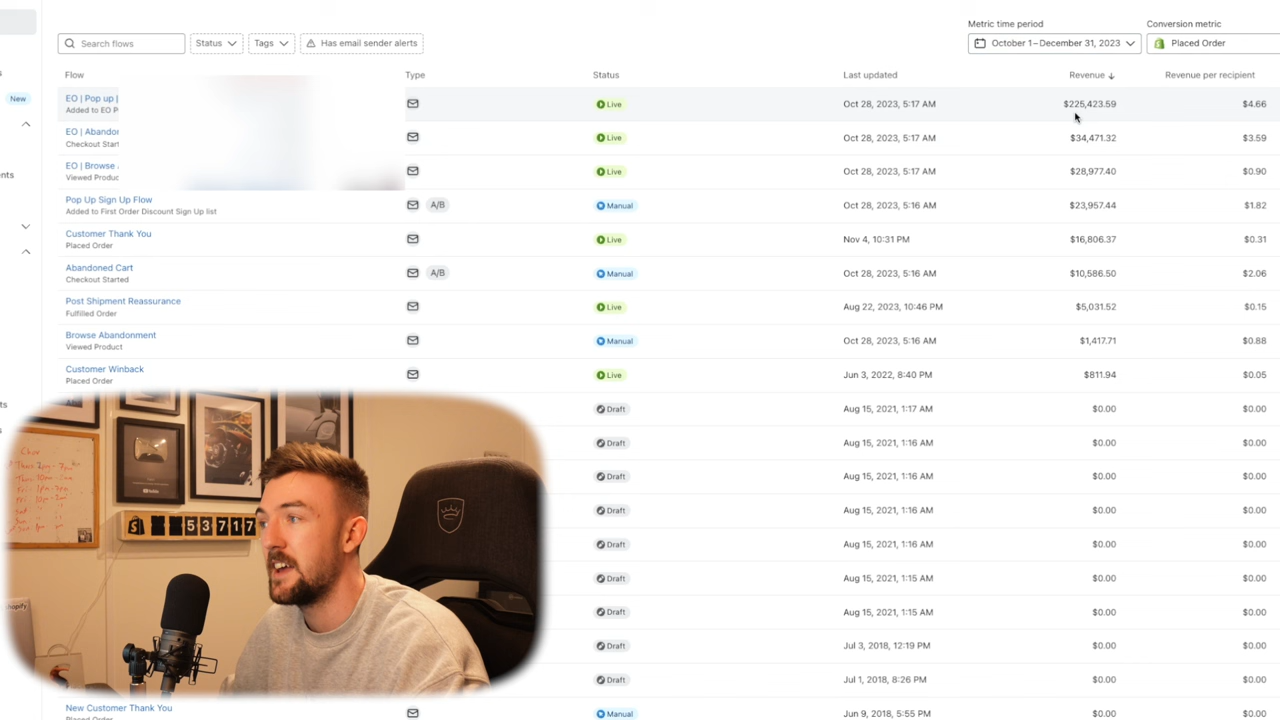 Metric time period
Conversion metric
Search flows
Status
Tags
Has email sender alerts
October 1 – December 31, 2023
Placed Order
Flow
Type
Status
Last updated
Revenue ↓
Revenue per recipient
New
EO | Pop up |
Added to EO P
Live
Oct 28, 2023, 5:17 AM
$225,423.59
$4.66
EO | Abandon
Checkout Start
Live
Oct 28, 2023, 5:17 AM
$34,471.32
$3.59
EO | Browse
Viewed Produc
Live
Oct 28, 2023, 5:17 AM
$28,977.40
$0.90
Pop Up Sign Up Flow
Added to First Order Discount Sign Up list
A/B
Manual
Oct 28, 2023, 5:16 AM
$23,957.44
$1.82
Customer Thank You
Placed Order
Live
Nov 4, 10:31 PM
$16,806.37
$0.31
Abandoned Cart
Checkout Started
A/B
Manual
Oct 28, 2023, 5:16 AM
$10,586.50
$2.06
Post Shipment Reassurance
Fulfilled Order
Live
Aug 22, 2023, 10:46 PM
$5,031.52
$0.15
Browse Abandonment
Viewed Product
Manual
Oct 28, 2023, 5:16 AM
$1,417.71
$0.88
Customer Winback
Placed Order
Live
Jun 3, 2022, 8:40 PM
$811.94
$0.05
Draft
Aug 15, 2021, 1:17 AM
$0.00
$0.00
Draft
Aug 15, 2021, 1:16 AM
$0.00
$0.00
Draft
Aug 15, 2021, 1:16 AM
$0.00
$0.00
Draft
Aug 15, 2021, 1:16 AM
$0.00
$0.00
Draft
Aug 15, 2021, 1:16 AM
$0.00
$0.00
Draft
Aug 15, 2021, 1:15 AM
$0.00
$0.00
Draft
Aug 15, 2021, 1:15 AM
$0.00
$0.00
Draft
Jul 3, 2018, 12:19 PM
$0.00
$0.00
Draft
Jul 1, 2018, 8:26 PM
$0.00
$0.00
New Customer Thank You
Placed Order
Manual
Jun 9, 2018, 5:55 PM
$0.00
$0.00
53717
shopify